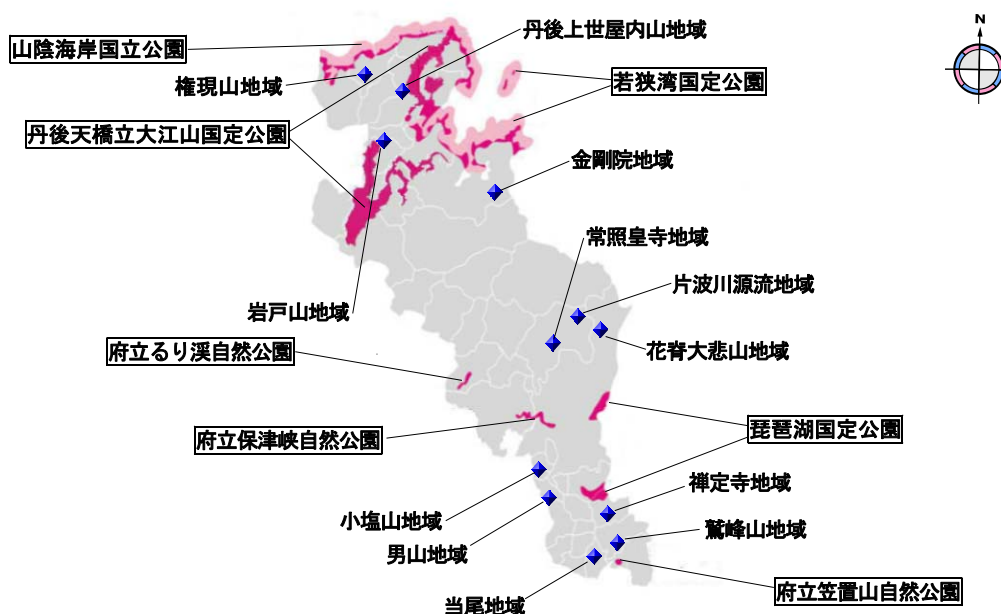 N
丹後上世屋内山地域
山陰海岸国立公園
権現山地域
若狭湾国定公園
丹後天橋立大江山国定公園
金剛院地域
常照皇寺地域
片波川源流地域
岩戸山地域
府立るり渓自然公園
花脊大悲山地域
府立保津峡自然公園
琵琶湖国定公園
禅定寺地域
小塩山地域
鷲峰山地域
男山地域
府立笠置山自然公園
当尾地域